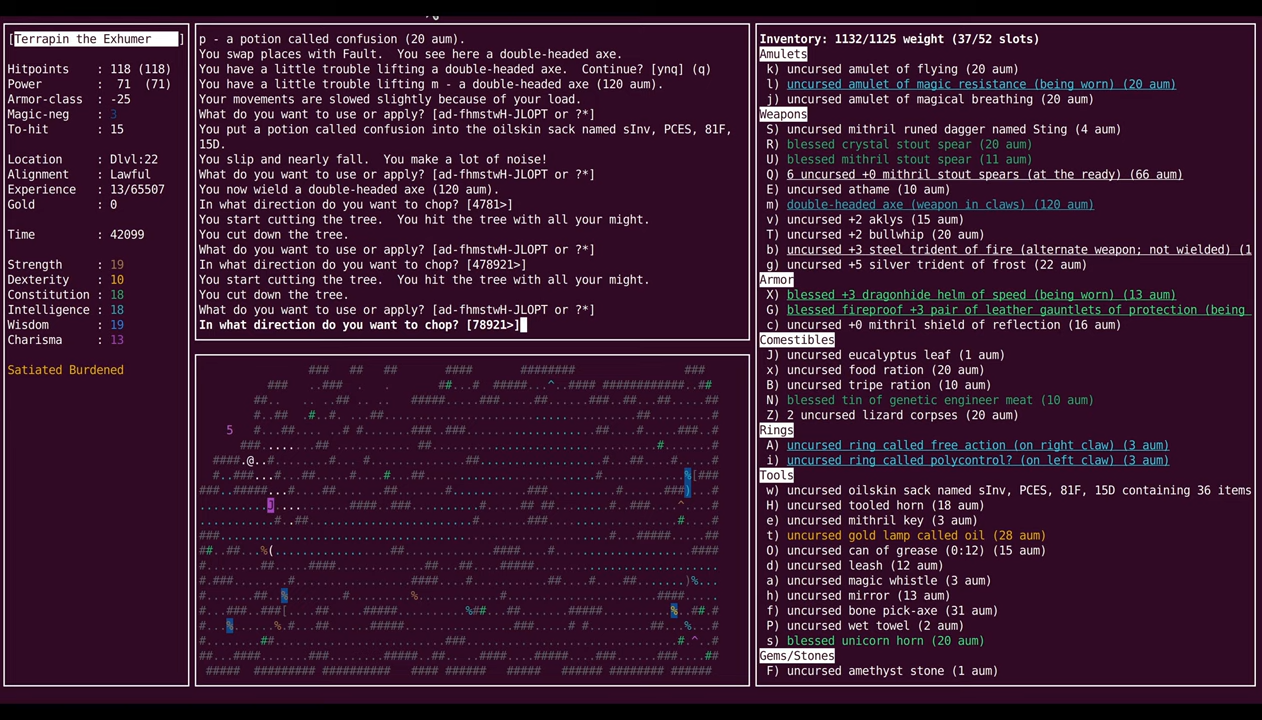 [Terrapin the Exhumer ]
Hitpoints : 118 (118)
Power : 71 (71)
Armor-class : -25
Magic-neg : 3
To-hit : 15
Location : Dlvl:22
Alignment : Lawful
Experience : 13/65507
Gold : 0
Time : 42099
Strength : 19
Dexterity : 10
Constitution : 18
Intelligence : 18
Wisdom : 19
Charisma : 13
Satiated Burdened
p - a potion called confusion (20 aum).
You swap places with Fault.  You see here a double-headed axe.
You have a little trouble lifting a double-headed axe.  Continue? [ynq] (q)
You have a little trouble lifting m - a double-headed axe (120 aum).
Your movements are slowed slightly because of your load.
What do you want to use or apply? [ad-fhmstwH-JLOPT or ?*]
You put a potion called confusion into the oilskin sack named sInv, PCES, 81F,
15D.
You slip and nearly fall.  You make a lot of noise!
What do you want to use or apply? [ad-fhmstwH-JLOPT or ?*]
You now wield a double-headed axe (120 aum).
In what direction do you want to chop? [4781>]
You start cutting the tree.  You hit the tree with all your might.
You cut down the tree.
What do you want to use or apply? [ad-fhmstwH-JLOPT or ?*]
In what direction do you want to chop? [478921>]
You start cutting the tree.  You hit the tree with all your might.
You cut down the tree.
What do you want to use or apply? [ad-fhmstwH-JLOPT or ?*]
In what direction do you want to chop? [78921>]
Inventory: 1132/1125 weight (37/52 slots)
Amulets
k) uncursed amulet of flying (20 aum)
l) uncursed amulet of magic resistance (being worn) (20 aum)
j) uncursed amulet of magical breathing (20 aum)
Weapons
S) uncursed mithril runed dagger named Sting (4 aum)
R) blessed crystal stout spear (20 aum)
U) blessed mithril stout spear (11 aum)
Q) 6 uncursed +0 mithril stout spears (at the ready) (66 aum)
E) uncursed athame (10 aum)
m) double-headed axe (weapon in claws) (120 aum)
v) uncursed +2 aklys (15 aum)
T) uncursed +2 bullwhip (20 aum)
b) uncursed +3 steel trident of fire (alternate weapon; not wielded) (1
g) uncursed +5 silver trident of frost (22 aum)
Armor
X) blessed +3 dragonhide helm of speed (being worn) (13 aum)
G) blessed fireproof +3 pair of leather gauntlets of protection (being
c) uncursed +0 mithril shield of reflection (16 aum)
Comestibles
J) uncursed eucalyptus leaf (1 aum)
x) uncursed food ration (20 aum)
B) uncursed tripe ration (10 aum)
N) blessed tin of genetic engineer meat (10 aum)
Z) 2 uncursed lizard corpses (20 aum)
Rings
A) uncursed ring called free action (on right claw) (3 aum)
i) uncursed ring called polycontrol? (on left claw) (3 aum)
Tools
w) uncursed oilskin sack named sInv, PCES, 81F, 15D containing 36 items
H) uncursed tooled horn (18 aum)
e) uncursed mithril key (3 aum)
t) uncursed gold lamp called oil (28 aum)
O) uncursed can of grease (0:12) (15 aum)
d) uncursed leash (12 aum)
a) uncursed magic whistle (3 aum)
h) uncursed mirror (13 aum)
f) uncursed bone pick-axe (31 aum)
P) uncursed wet towel (2 aum)
s) blessed unicorn horn (20 aum)
Gems/Stones
F) uncursed amethyst stone (1 aum)